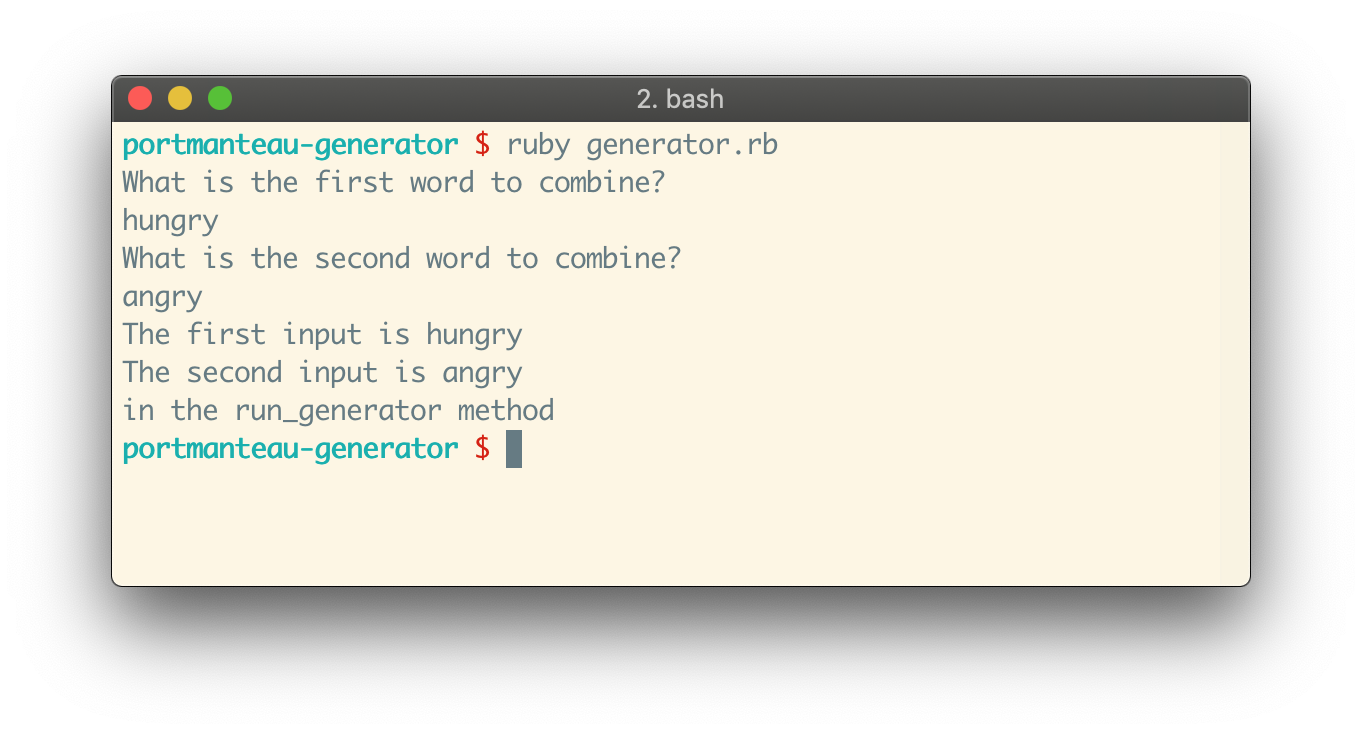 2. bash
portmanteau-generator $ ruby generator.rb
What is the first word to combine?
hungry
What is the second word to combine?
angry
The first input is hungry
The second input is angry
in the run_generator method
portmanteau-generator $